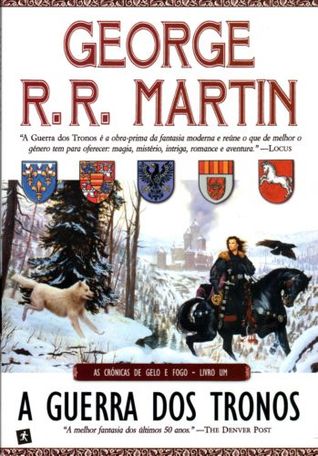 GEORGE
R.R. MARTIN
"A Guerra dos Tronos é a obra-prima da fantasia moderna e reúne o que de melhor o
género tem para oferecer: magia, mistério, intriga, romance e aventura." —LOCUS
AS CRÓNICAS DE GELO E FOGO - LIVRO UM
A GUERRA DOS TRONOS
"A melhor fantasia dos últimos 50 anos." —THE DENVER POST